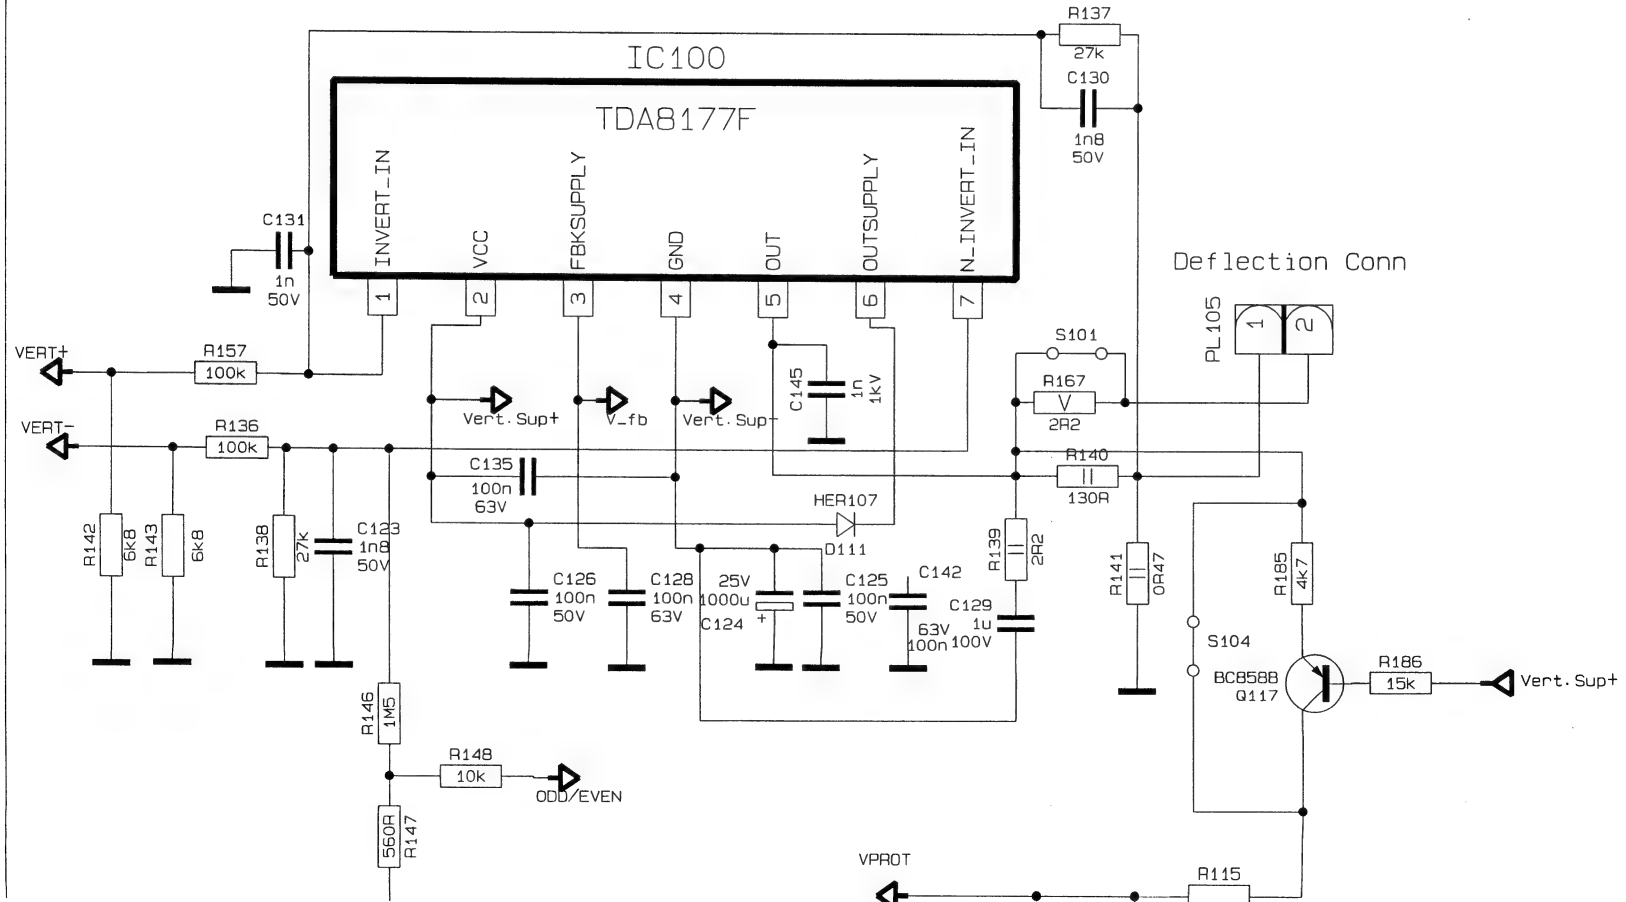 R137
27k
C130
1n8
50V
IC100
TDA8177F
INVERT_IN
VCC
FBKSUPPLY
GND
OUT
OUTSUPPLY
N_INVERT_IN
1
2
3
4
5
6
7
C131
1n
50V
Deflection Conn
PL105
1
2
VERT+
R157
100k
VERT-
R136
100k
Vert.Sup+
V_fb
Vert.Sup-
C145
1n
1kV
S101
R167
V
2R2
R140
130R
C135
100n
63V
HER107
D111
R142
6k8
R143
6k8
R138
27k
C123
1n8
50V
C126
100n
50V
C128
100n
63V
25V
1000u
C124
+
C125
100n
50V
C142
63V
100n
C129
1u
100V
R139
2R2
R141
0R47
R185
4k7
S104
BC858B
Q117
R186
15k
Vert.Sup+
R146
1M5
R148
10k
ODD/EVEN
560R
R147
VPROT
R115